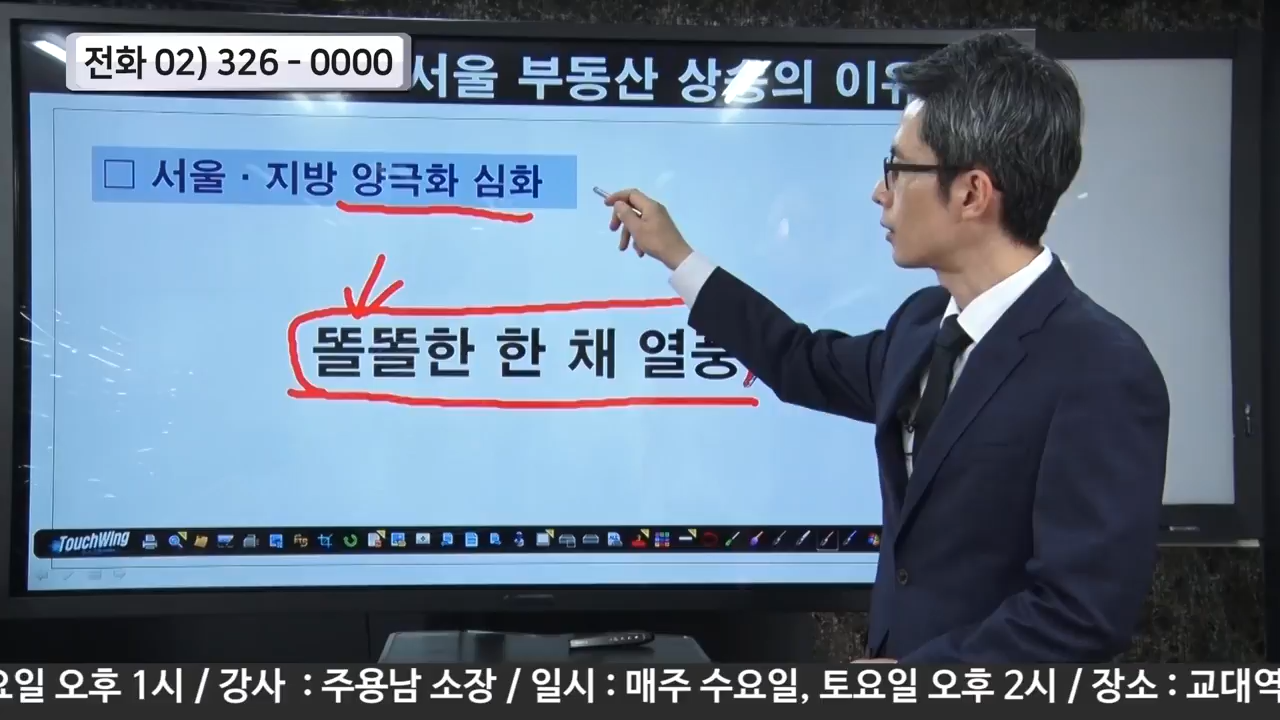 전화 02) 326 - 0000
서울 부동산 상승의 이유
□ 서울 · 지방 양극화 심화
똘똘한 한 채 열풍
TouchWing
요일 오후 1시 / 강사 : 주용남 소장 / 일시 : 매주 수요일, 토요일 오후 2시 / 장소 : 교대역